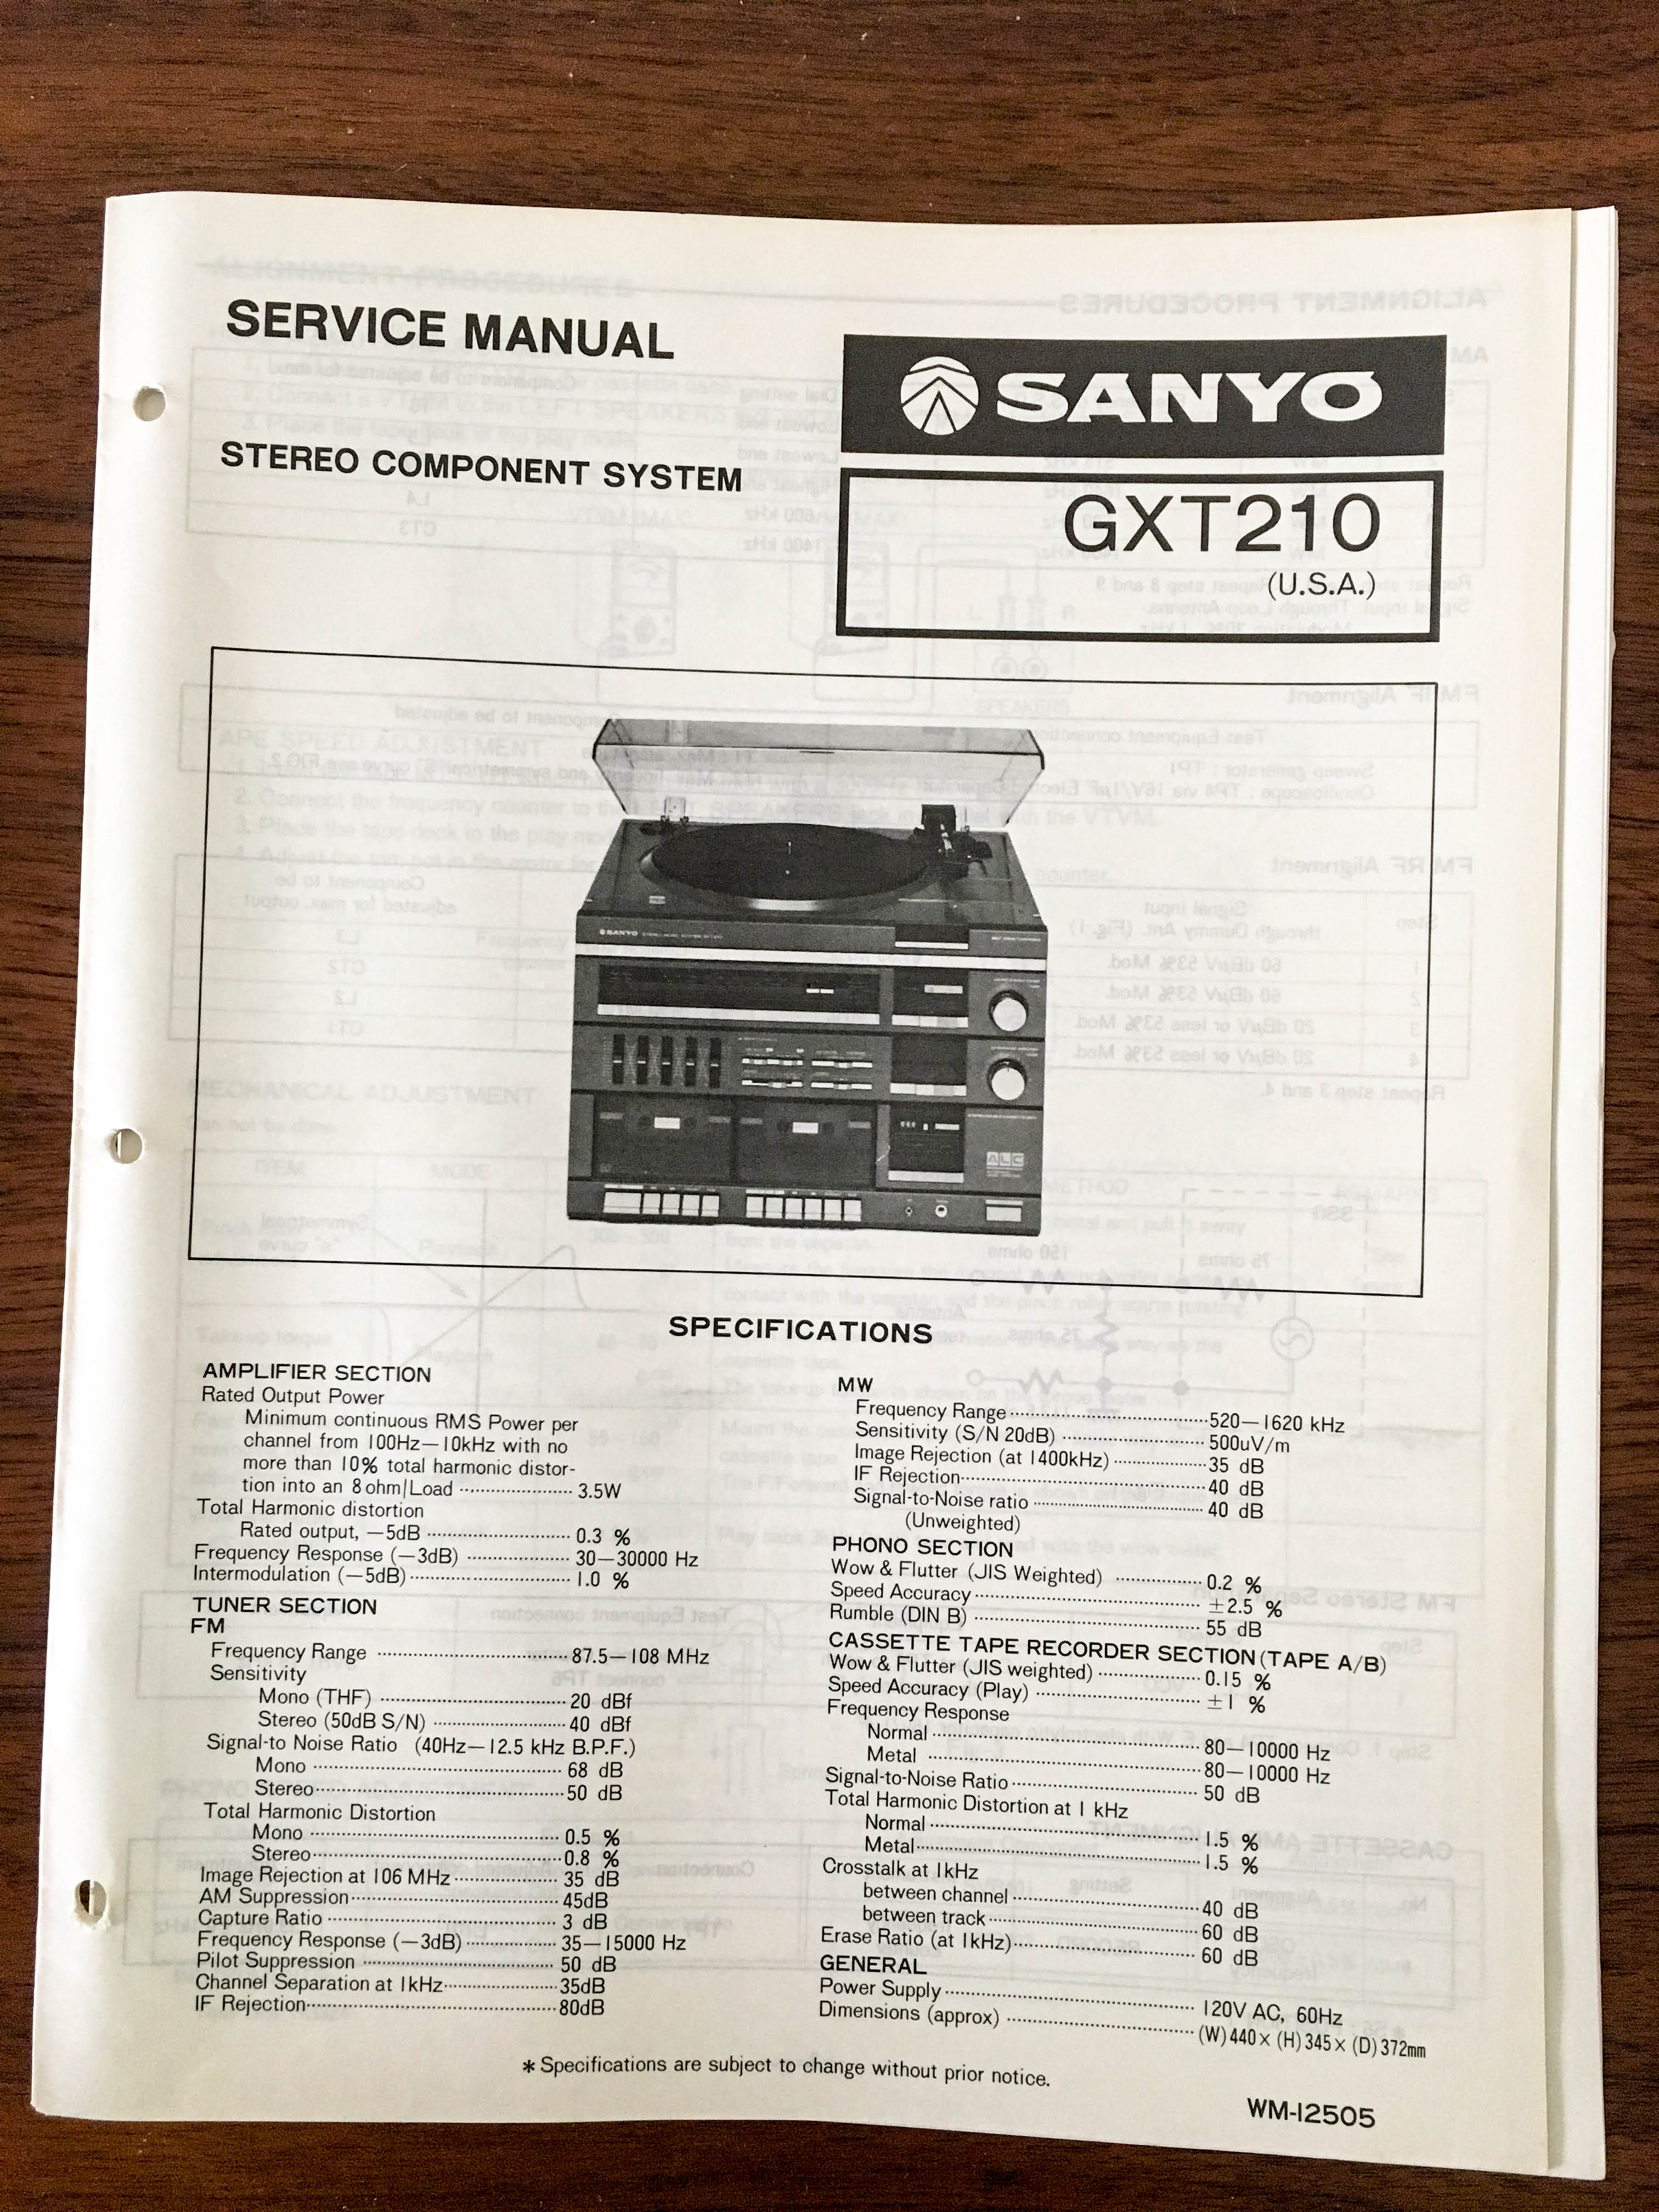 SERVICE MANUAL
STEREO COMPONENT SYSTEM
SANYO
GXT210
(U.S.A.)
SANYO
ALC
SPECIFICATIONS
AMPLIFIER SECTION
Rated Output Power
Minimum continuous RMS Power per
channel from 100Hz—10kHz with no
more than 10% total harmonic distor-
tion into an 8 ohm/Load 3.5W
Total Harmonic distortion
Rated output, —5dB 0.3 %
Frequency Response (—3dB) 30—30000 Hz
Intermodulation (—5dB) 1.0 %
TUNER SECTION
FM
Frequency Range 87.5—108 MHz
Sensitivity
Mono (THF) 20 dBf
Stereo (50dB S/N) 40 dBf
Signal-to Noise Ratio (40Hz—12.5 kHz B.P.F.)
Mono 68 dB
Stereo 50 dB
Total Harmonic Distortion
Mono 0.5 %
Stereo 0.8 %
Image Rejection at 106 MHz 35 dB
AM Suppression 45dB
Capture Ratio 3 dB
Frequency Response (—3dB) 35—15000 Hz
Pilot Suppression 50 dB
Channel Separation at 1kHz 35dB
IF Rejection 80dB
MW
Frequency Range 520—1620 kHz
Sensitivity (S/N 20dB) 500uV/m
Image Rejection (at 1400kHz) 35 dB
IF Rejection 40 dB
Signal-to-Noise ratio 40 dB
(Unweighted)
PHONO SECTION
Wow & Flutter (JIS Weighted) 0.2 %
Speed Accuracy ±2.5 %
Rumble (DIN B) 55 dB
CASSETTE TAPE RECORDER SECTION (TAPE A/B)
Wow & Flutter (JIS weighted) 0.15 %
Speed Accuracy (Play) ±1 %
Frequency Response
Normal 80—10000 Hz
Metal 80—10000 Hz
Signal-to-Noise Ratio 50 dB
Total Harmonic Distortion at 1 kHz
Normal 1.5 %
Metal 1.5 %
Crosstalk at 1kHz
between channel 40 dB
between track 60 dB
Erase Ratio (at 1kHz) 60 dB
GENERAL
Power Supply 120V AC, 60Hz
Dimensions (approx) (W) 440 × (H) 345 × (D) 372mm
* Specifications are subject to change without prior notice.
WM-12505